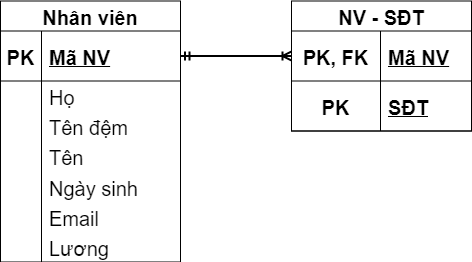 Nhân viên
PK Mã NV
Họ
Tên đệm
Tên
Ngày sinh
Email
Lương
NV - SĐT
PK, FK Mã NV
PK SĐT